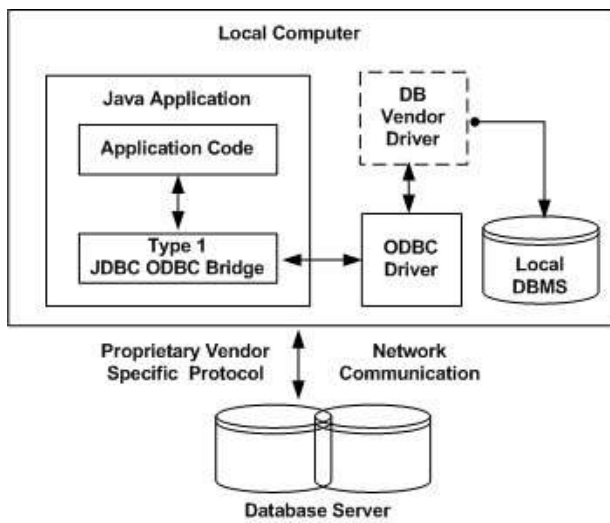 Local Computer
Java Application
Application Code
Type 1
JDBC ODBC Bridge
DB
Vendor
Driver
ODBC
Driver
Local
DBMS
Proprietary Vendor
Specific Protocol
Network
Communication
Database Server